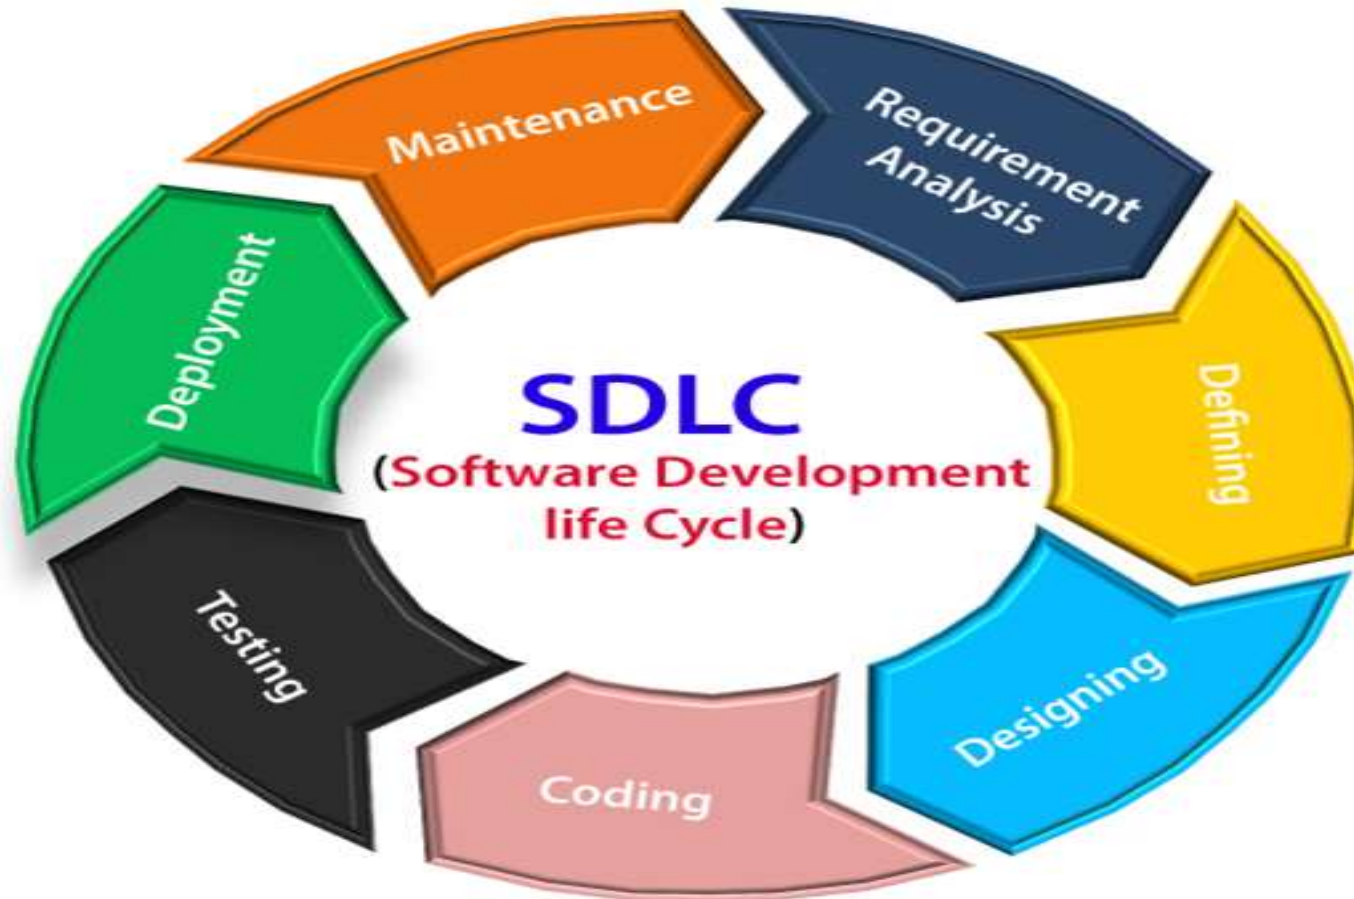 Maintenance
Requirement
Analysis
Deployment
Defining
SDLC
(Software Development
life Cycle)
Testing
Designing
Coding